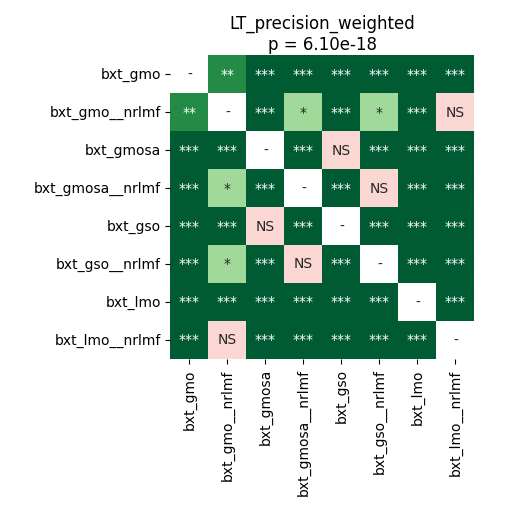 LT_precision_weighted
p = 6.10e-18
bxt_gmo - ** *** *** *** *** *** ***
bxt_gmo__nrlmf ** - *** * *** * *** NS
bxt_gmosa *** *** - *** NS *** *** ***
bxt_gmosa__nrlmf *** * *** - *** NS *** ***
bxt_gso *** *** NS *** - *** *** ***
bxt_gso__nrlmf *** * *** NS *** - *** ***
bxt_lmo *** *** *** *** *** *** - ***
bxt_lmo__nrlmf *** NS *** *** *** *** *** -
bxt_gmo
bxt_gmo__nrlmf
bxt_gmosa
bxt_gmosa__nrlmf
bxt_gso
bxt_gso__nrlmf
bxt_lmo
bxt_lmo__nrlmf